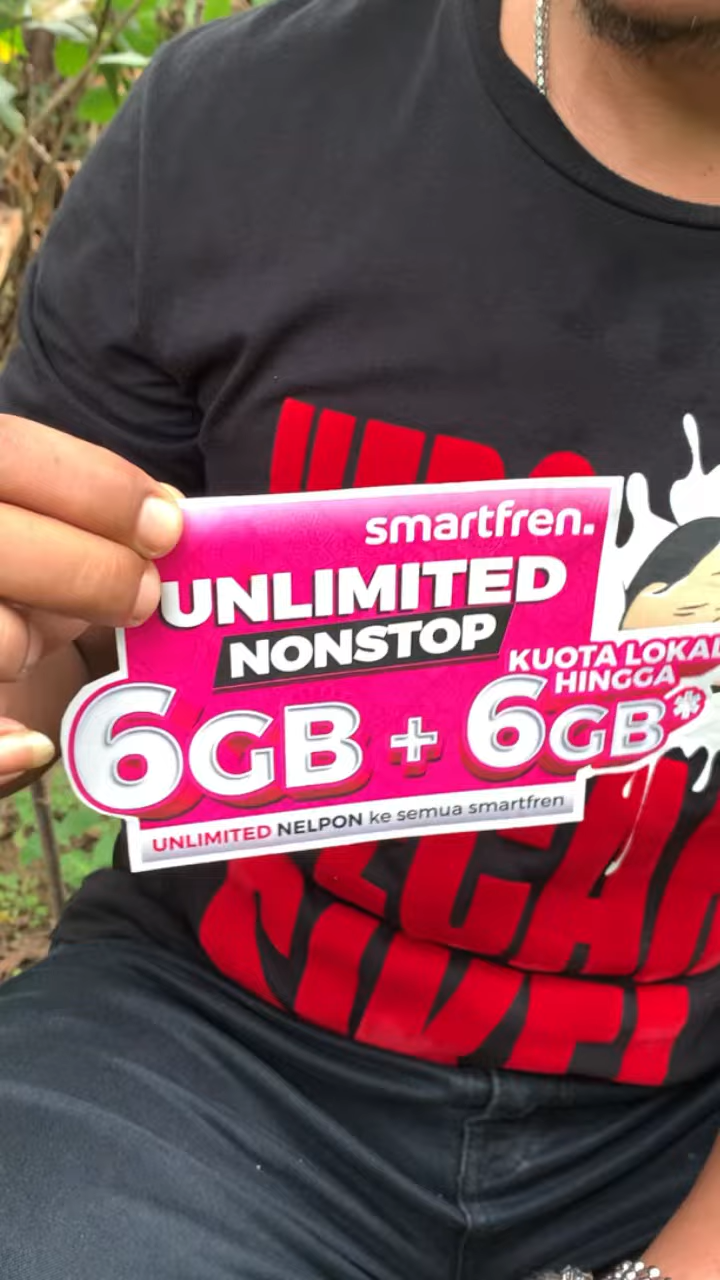 smartfren.
UNLIMITED
NONSTOP
KUOTA LOKAL
HINGGA
6GB + 6GB*
UNLIMITED NELPON ke semua smartfren